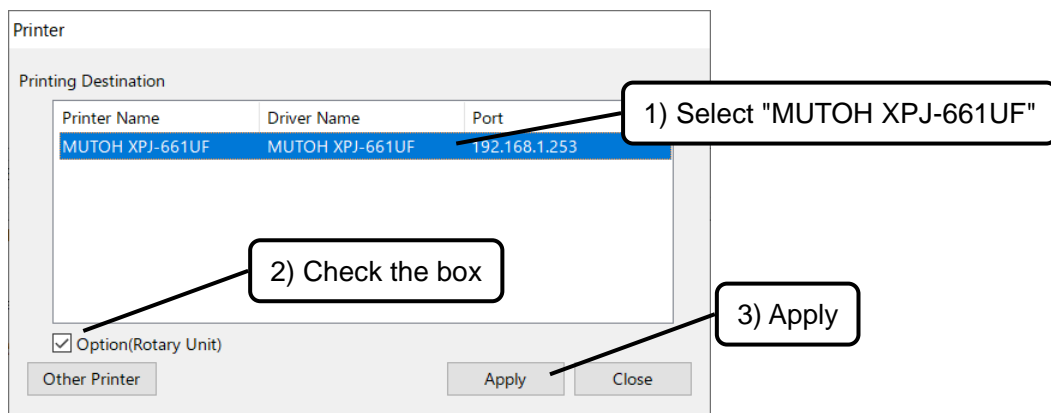 Printer
Printing Destination
Printer Name Driver Name Port
1) Select "MUTOH XPJ-661UF"
MUTOH XPJ-661UF MUTOH XPJ-661UF 192.168.1.253
2) Check the box
3) Apply
Option(Rotary Unit)
Other Printer Apply Close